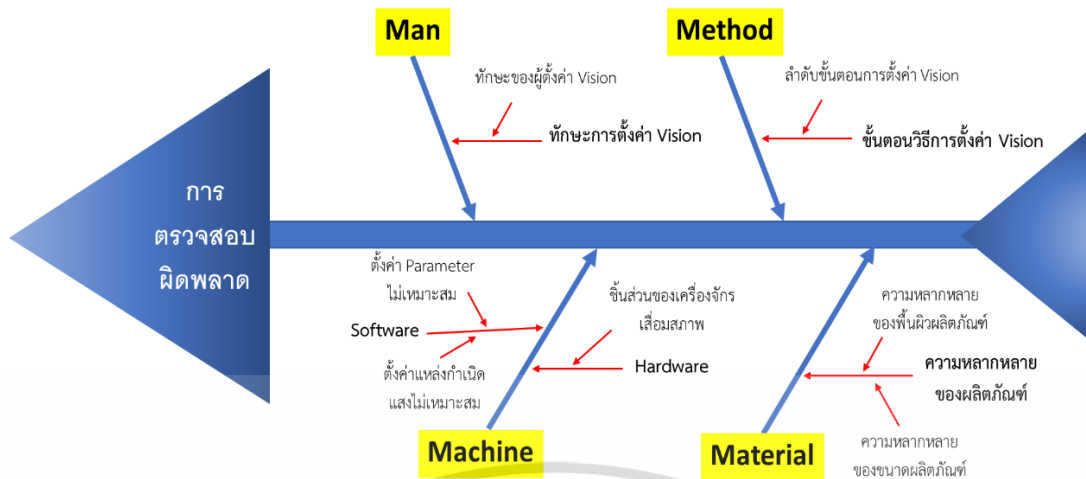 Man
Method
ทักษะของผู้ตั้งค่า Vision
ทักษะการตั้งค่า Vision
ลำดับขั้นตอนการตั้งค่า Vision
ขั้นตอนวิธีการตั้งค่า Vision
การ
ตรวจสอบ
ผิดพลาด
ตั้งค่า Parameter
ไม่เหมาะสม
Software
ตั้งค่าแหล่งกำเนิด
แสงไม่เหมาะสม
ชิ้นส่วนของเครื่องจักร
เสื่อมสภาพ
Hardware
Machine
ความหลากหลาย
ของพื้นผิวผลิตภัณฑ์
ความหลากหลาย
ของผลิตภัณฑ์
ความหลากหลาย
ของขนาดผลิตภัณฑ์
Material